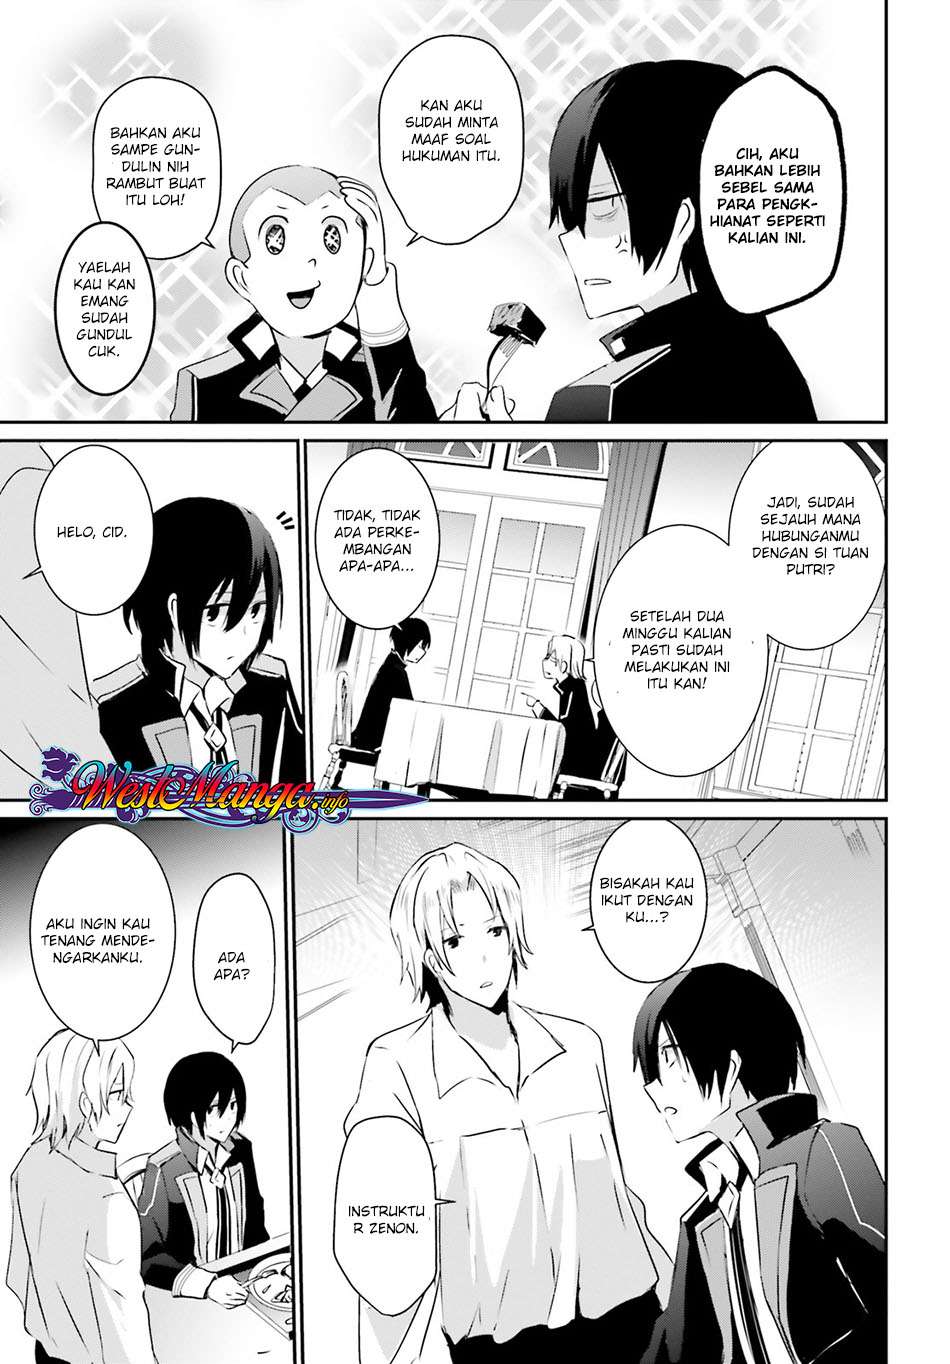 CIH, AKU
BAHKAN LEBIH
SEBEL SAMA
PARA PENGK-
HIANAT SEPERTI
KALIAN INI.
KAN AKU
SUDAH MINTA
MAAF SOAL
HUKUMAN ITU.
BAHKAN AKU
SAMPE GUN-
DULIN NIH
RAMBUT BUAT
ITU LOH!
YAELAH
KAU KAN
EMANG
SUDAH
GUNDUL
CUK.
JADI, SUDAH
SEJAUH MANA
HUBUNGANMU
DENGAN SI TUAN
PUTRI?
SETELAH DUA
MINGGU KALIAN
PASTI SUDAH
MELAKUKAN INI
ITU KAN!
TIDAK, TIDAK
ADA PERKE-
MBANGAN
APA-APA...
HELO, CID.
WestManga.info
BISAKAH KAU
IKUT DENGAN
KU...?
INSTRUKTU
R ZENON.
ADA
APA?
AKU INGIN KAU
TENANG MENDE-
NGARKANKU.